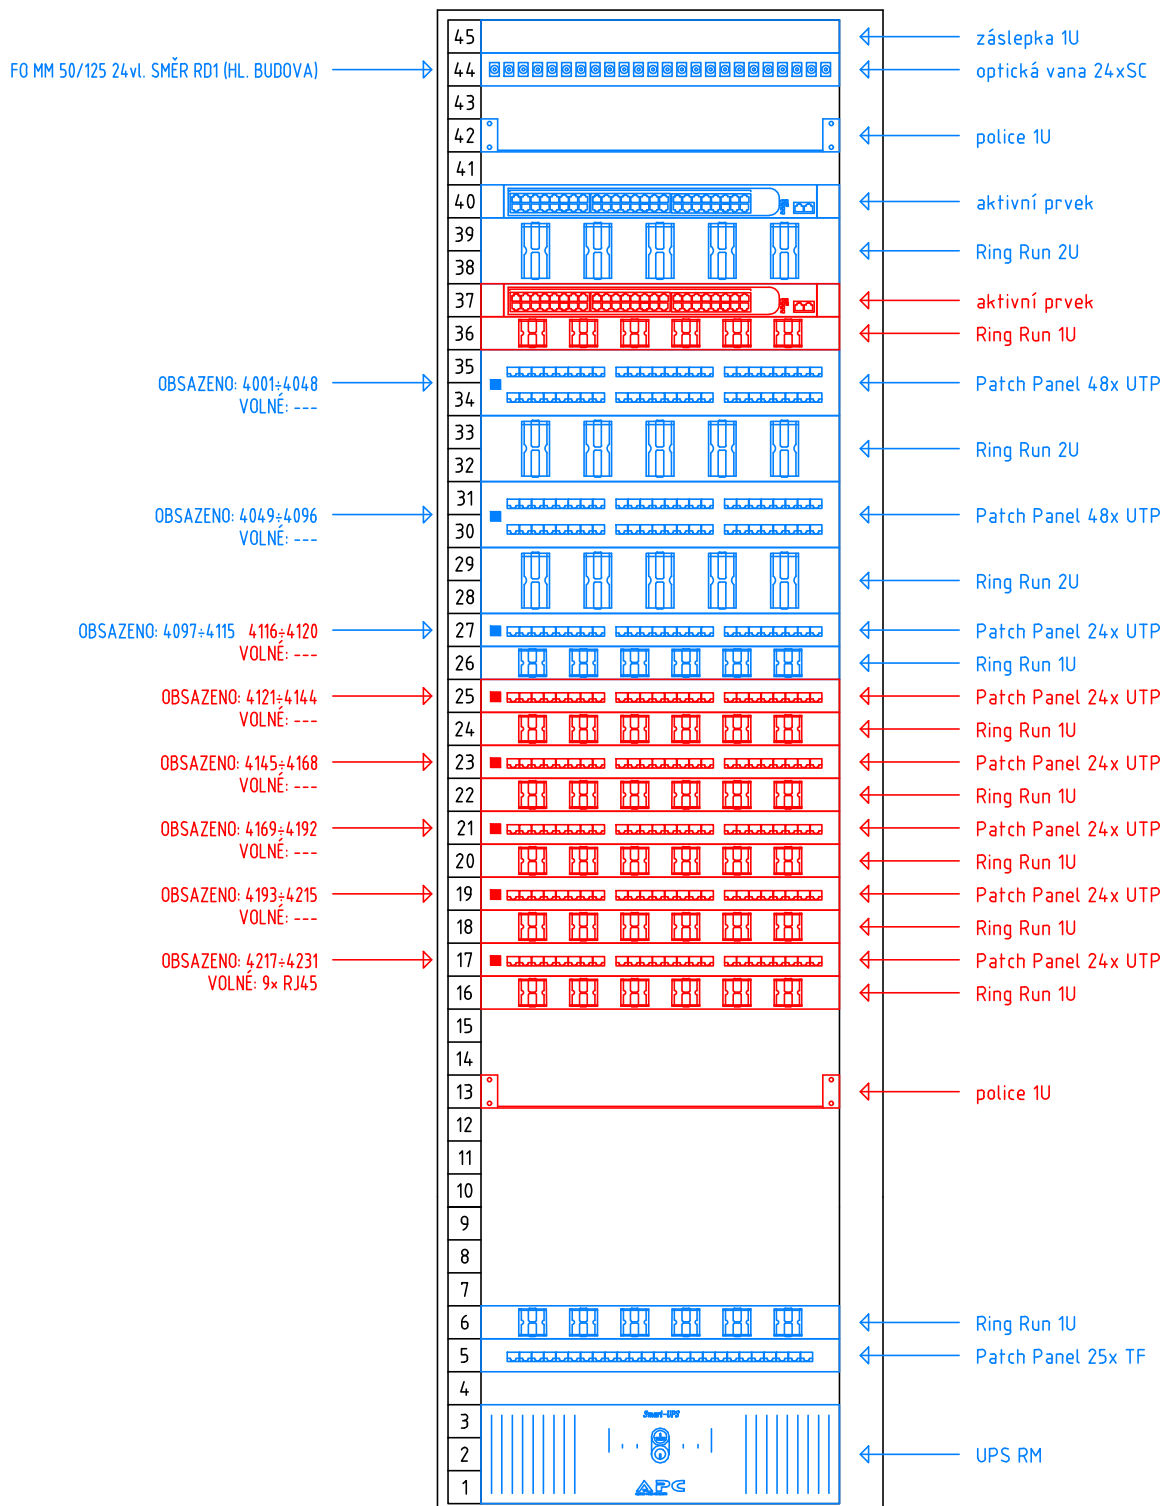 45 záslepka 1U
FO MM 50/125 24vl. SMĚR RD1 (HL. BUDOVA) 44 optická vana 24xSC
43
42 police 1U
41
40 aktivní prvek
39
Ring Run 2U
38
37 aktivní prvek
36 Ring Run 1U
35
OBSAZENO: 4001÷4048 Patch Panel 48x UTP
VOLNÉ: --- 34
33
Ring Run 2U
32
31
OBSAZENO: 4049÷4096 Patch Panel 48x UTP
VOLNÉ: --- 30
29
Ring Run 2U
28
OBSAZENO: 4097÷4115 4116÷4120 27 Patch Panel 24x UTP
VOLNÉ: ---
26 Ring Run 1U
OBSAZENO: 4121÷4144 25 Patch Panel 24x UTP
VOLNÉ: ---
24 Ring Run 1U
OBSAZENO: 4145÷4168 23 Patch Panel 24x UTP
VOLNÉ: ---
22 Ring Run 1U
OBSAZENO: 4169÷4192 21 Patch Panel 24x UTP
VOLNÉ: ---
20 Ring Run 1U
OBSAZENO: 4193÷4215 19 Patch Panel 24x UTP
VOLNÉ: ---
18 Ring Run 1U
OBSAZENO: 4217÷4231 17 Patch Panel 24x UTP
VOLNÉ: 9x RJ45
16 Ring Run 1U
15
14
13 police 1U
12
11
10
9
8
7
6 Ring Run 1U
5 Patch Panel 25x TF
4
3 Smart-UPS
2 UPS RM
1 APC